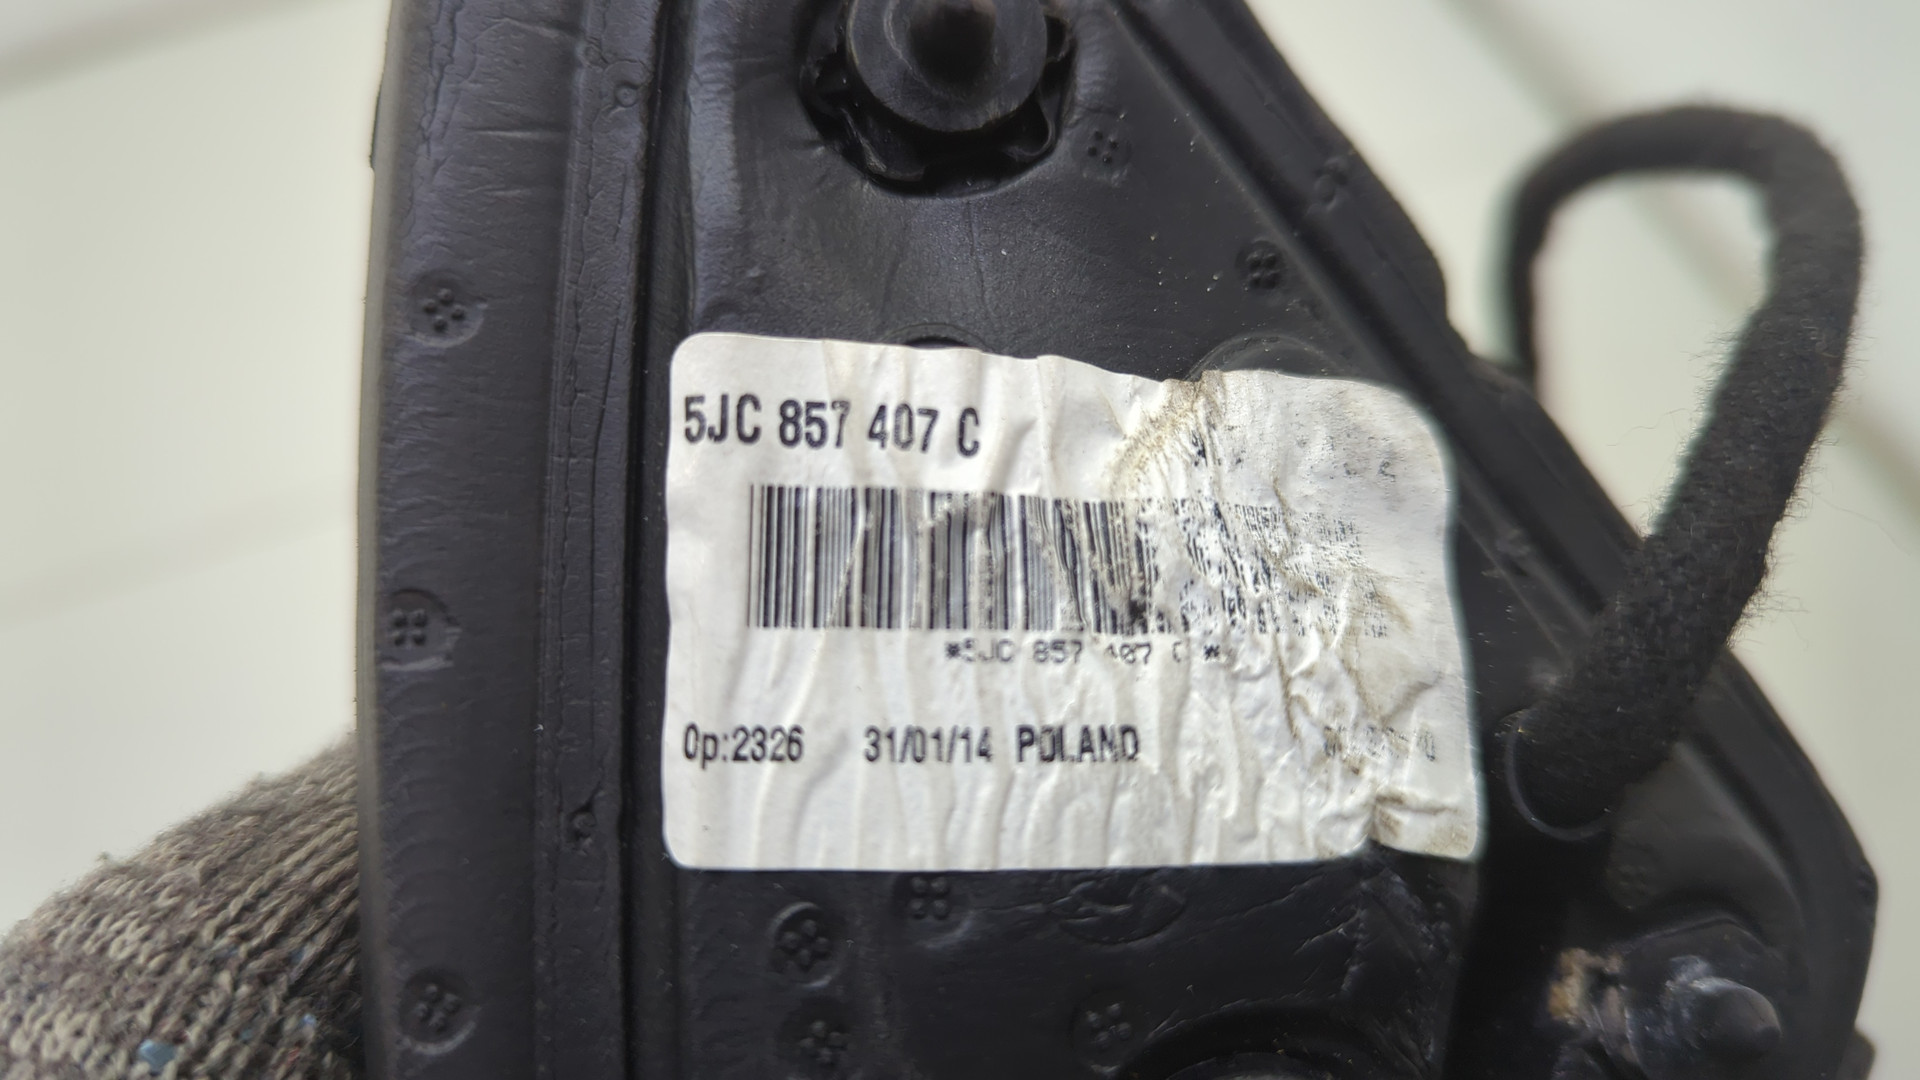 5JC 857 407 C
*5JC 857 407 C *
Op:2326 31/01/14 POLAND